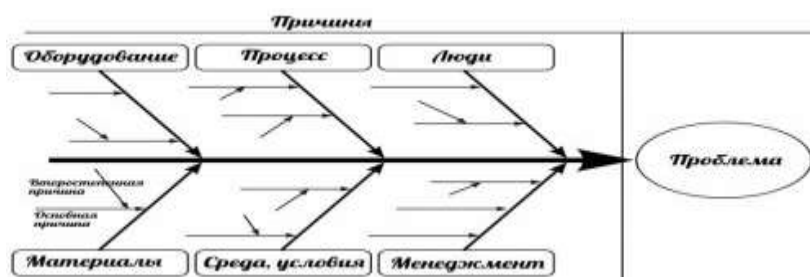 Причины
Оборудование
Процесс
Люди
Проблема
Второстепенная
причина
Основная
причина
Материалы
Среда, условия
Менеджмент